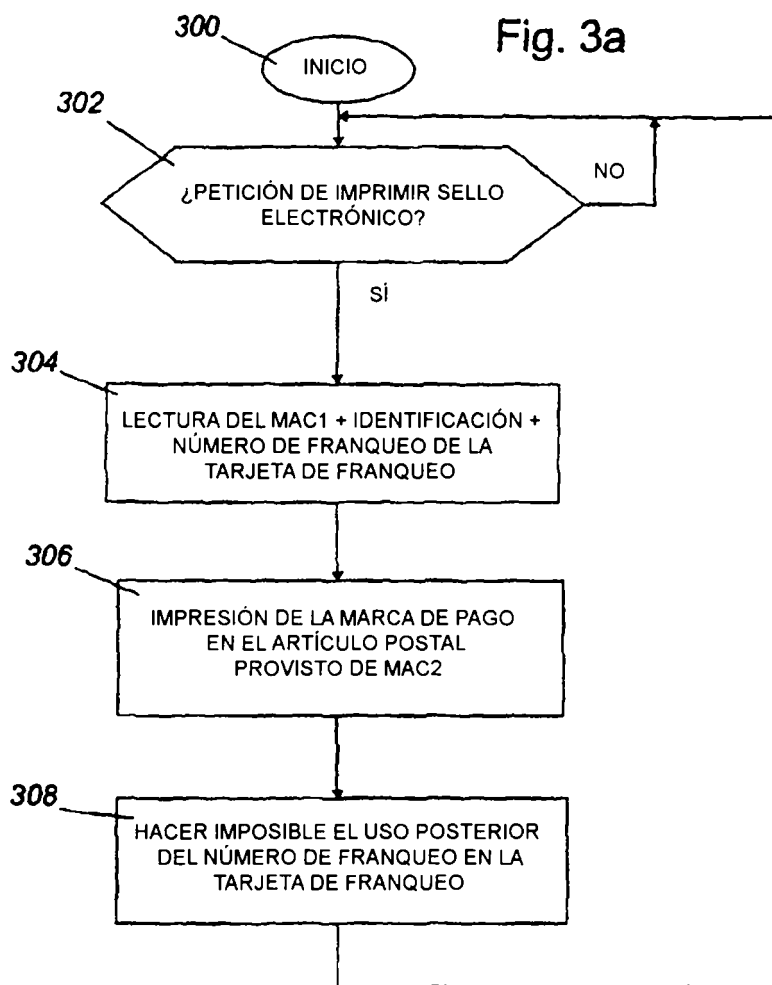 Fig. 3a
300
INICIO
302
¿PETICIÓN DE IMPRIMIR SELLO
ELECTRÓNICO?
NO
SÍ
304
LECTURA DEL MAC1 + IDENTIFICACIÓN +
NÚMERO DE FRANQUEO DE LA
TARJETA DE FRANQUEO
306
IMPRESIÓN DE LA MARCA DE PAGO
EN EL ARTÍCULO POSTAL
PROVISTO DE MAC2
308
HACER IMPOSIBLE EL USO POSTERIOR
DEL NÚMERO DE FRANQUEO EN LA
TARJETA DE FRANQUEO